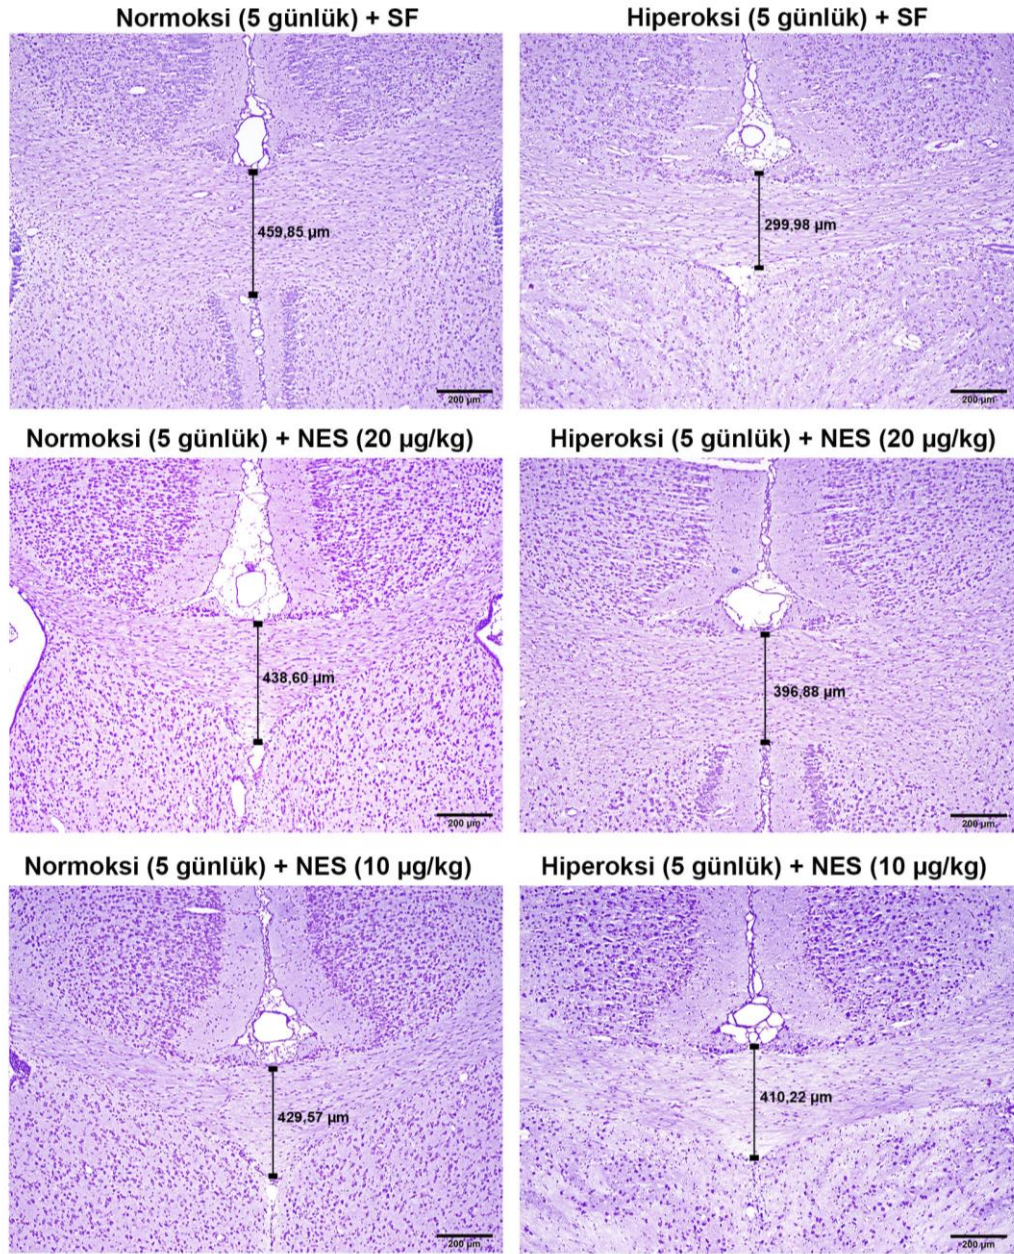 Normoksi (5 günlük) + SF
Hiperoksi (5 günlük) + SF
459,85 µm
299,98 µm
200 µm
200 µm
Normoksi (5 günlük) + NES (20 µg/kg)
Hiperoksi (5 günlük) + NES (20 µg/kg)
438,60 µm
396,88 µm
200 µm
200 µm
Normoksi (5 günlük) + NES (10 µg/kg)
Hiperoksi (5 günlük) + NES (10 µg/kg)
429,57 µm
410,22 µm
200 µm
200 µm